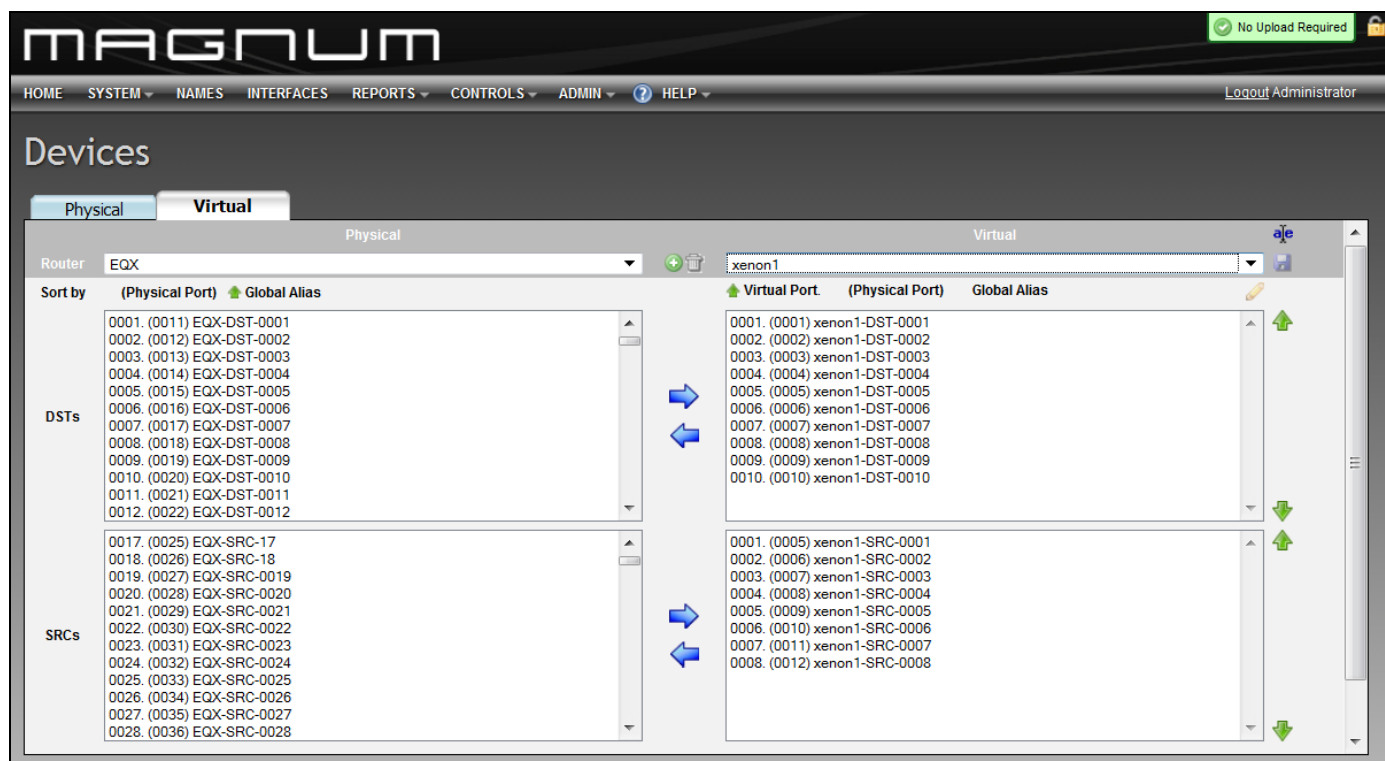 MAGNUM
No Upload Required
HOME SYSTEM NAMES INTERFACES REPORTS CONTROLS ADMIN ? HELP
Logout Administrator
Devices
Physical Virtual
Physical Virtual
a e
Router EQX xenon1
Sort by (Physical Port) Global Alias Virtual Port. (Physical Port) Global Alias
DSTs
0001. (0011) EQX-DST-0001
0002. (0012) EQX-DST-0002
0003. (0013) EQX-DST-0003
0004. (0014) EQX-DST-0004
0005. (0015) EQX-DST-0005
0006. (0016) EQX-DST-0006
0007. (0017) EQX-DST-0007
0008. (0018) EQX-DST-0008
0009. (0019) EQX-DST-0009
0010. (0020) EQX-DST-0010
0011. (0021) EQX-DST-0011
0012. (0022) EQX-DST-0012
0001. (0001) xenon1-DST-0001
0002. (0002) xenon1-DST-0002
0003. (0003) xenon1-DST-0003
0004. (0004) xenon1-DST-0004
0005. (0005) xenon1-DST-0005
0006. (0006) xenon1-DST-0006
0007. (0007) xenon1-DST-0007
0008. (0008) xenon1-DST-0008
0009. (0009) xenon1-DST-0009
0010. (0010) xenon1-DST-0010
SRCs
0017. (0025) EQX-SRC-17
0018. (0026) EQX-SRC-18
0019. (0027) EQX-SRC-0019
0020. (0028) EQX-SRC-0020
0021. (0029) EQX-SRC-0021
0022. (0030) EQX-SRC-0022
0023. (0031) EQX-SRC-0023
0024. (0032) EQX-SRC-0024
0025. (0033) EQX-SRC-0025
0026. (0034) EQX-SRC-0026
0027. (0035) EQX-SRC-0027
0028. (0036) EQX-SRC-0028
0001. (0005) xenon1-SRC-0001
0002. (0006) xenon1-SRC-0002
0003. (0007) xenon1-SRC-0003
0004. (0008) xenon1-SRC-0004
0005. (0009) xenon1-SRC-0005
0006. (0010) xenon1-SRC-0006
0007. (0011) xenon1-SRC-0007
0008. (0012) xenon1-SRC-0008